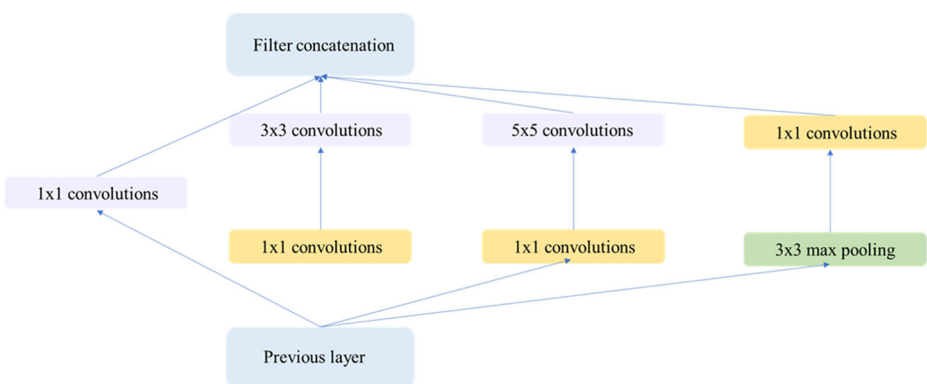 Filter concatenation
3x3 convolutions
5x5 convolutions
1x1 convolutions
1x1 convolutions
1x1 convolutions
1x1 convolutions
3x3 max pooling
Previous layer